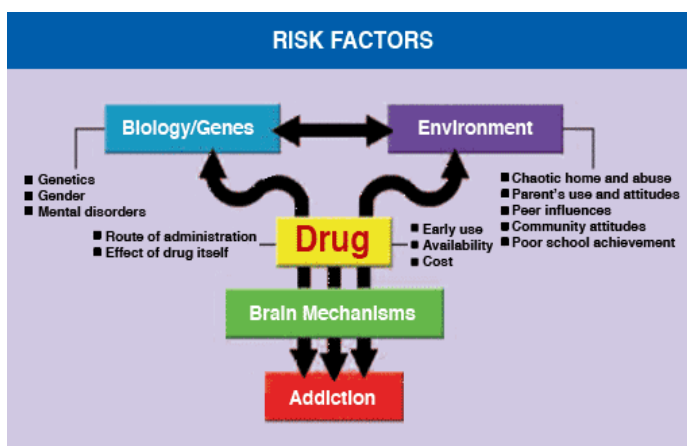 RISK FACTORS
Biology/Genes
Environment
■ Genetics
■ Gender
■ Mental disorders
■ Chaotic home and abuse
■ Parent's use and attitudes
■ Peer influences
■ Community attitudes
■ Poor school achievement
■ Route of administration
■ Effect of drug itself
Drug
■ Early use
■ Availability
■ Cost
Brain Mechanisms
Addiction